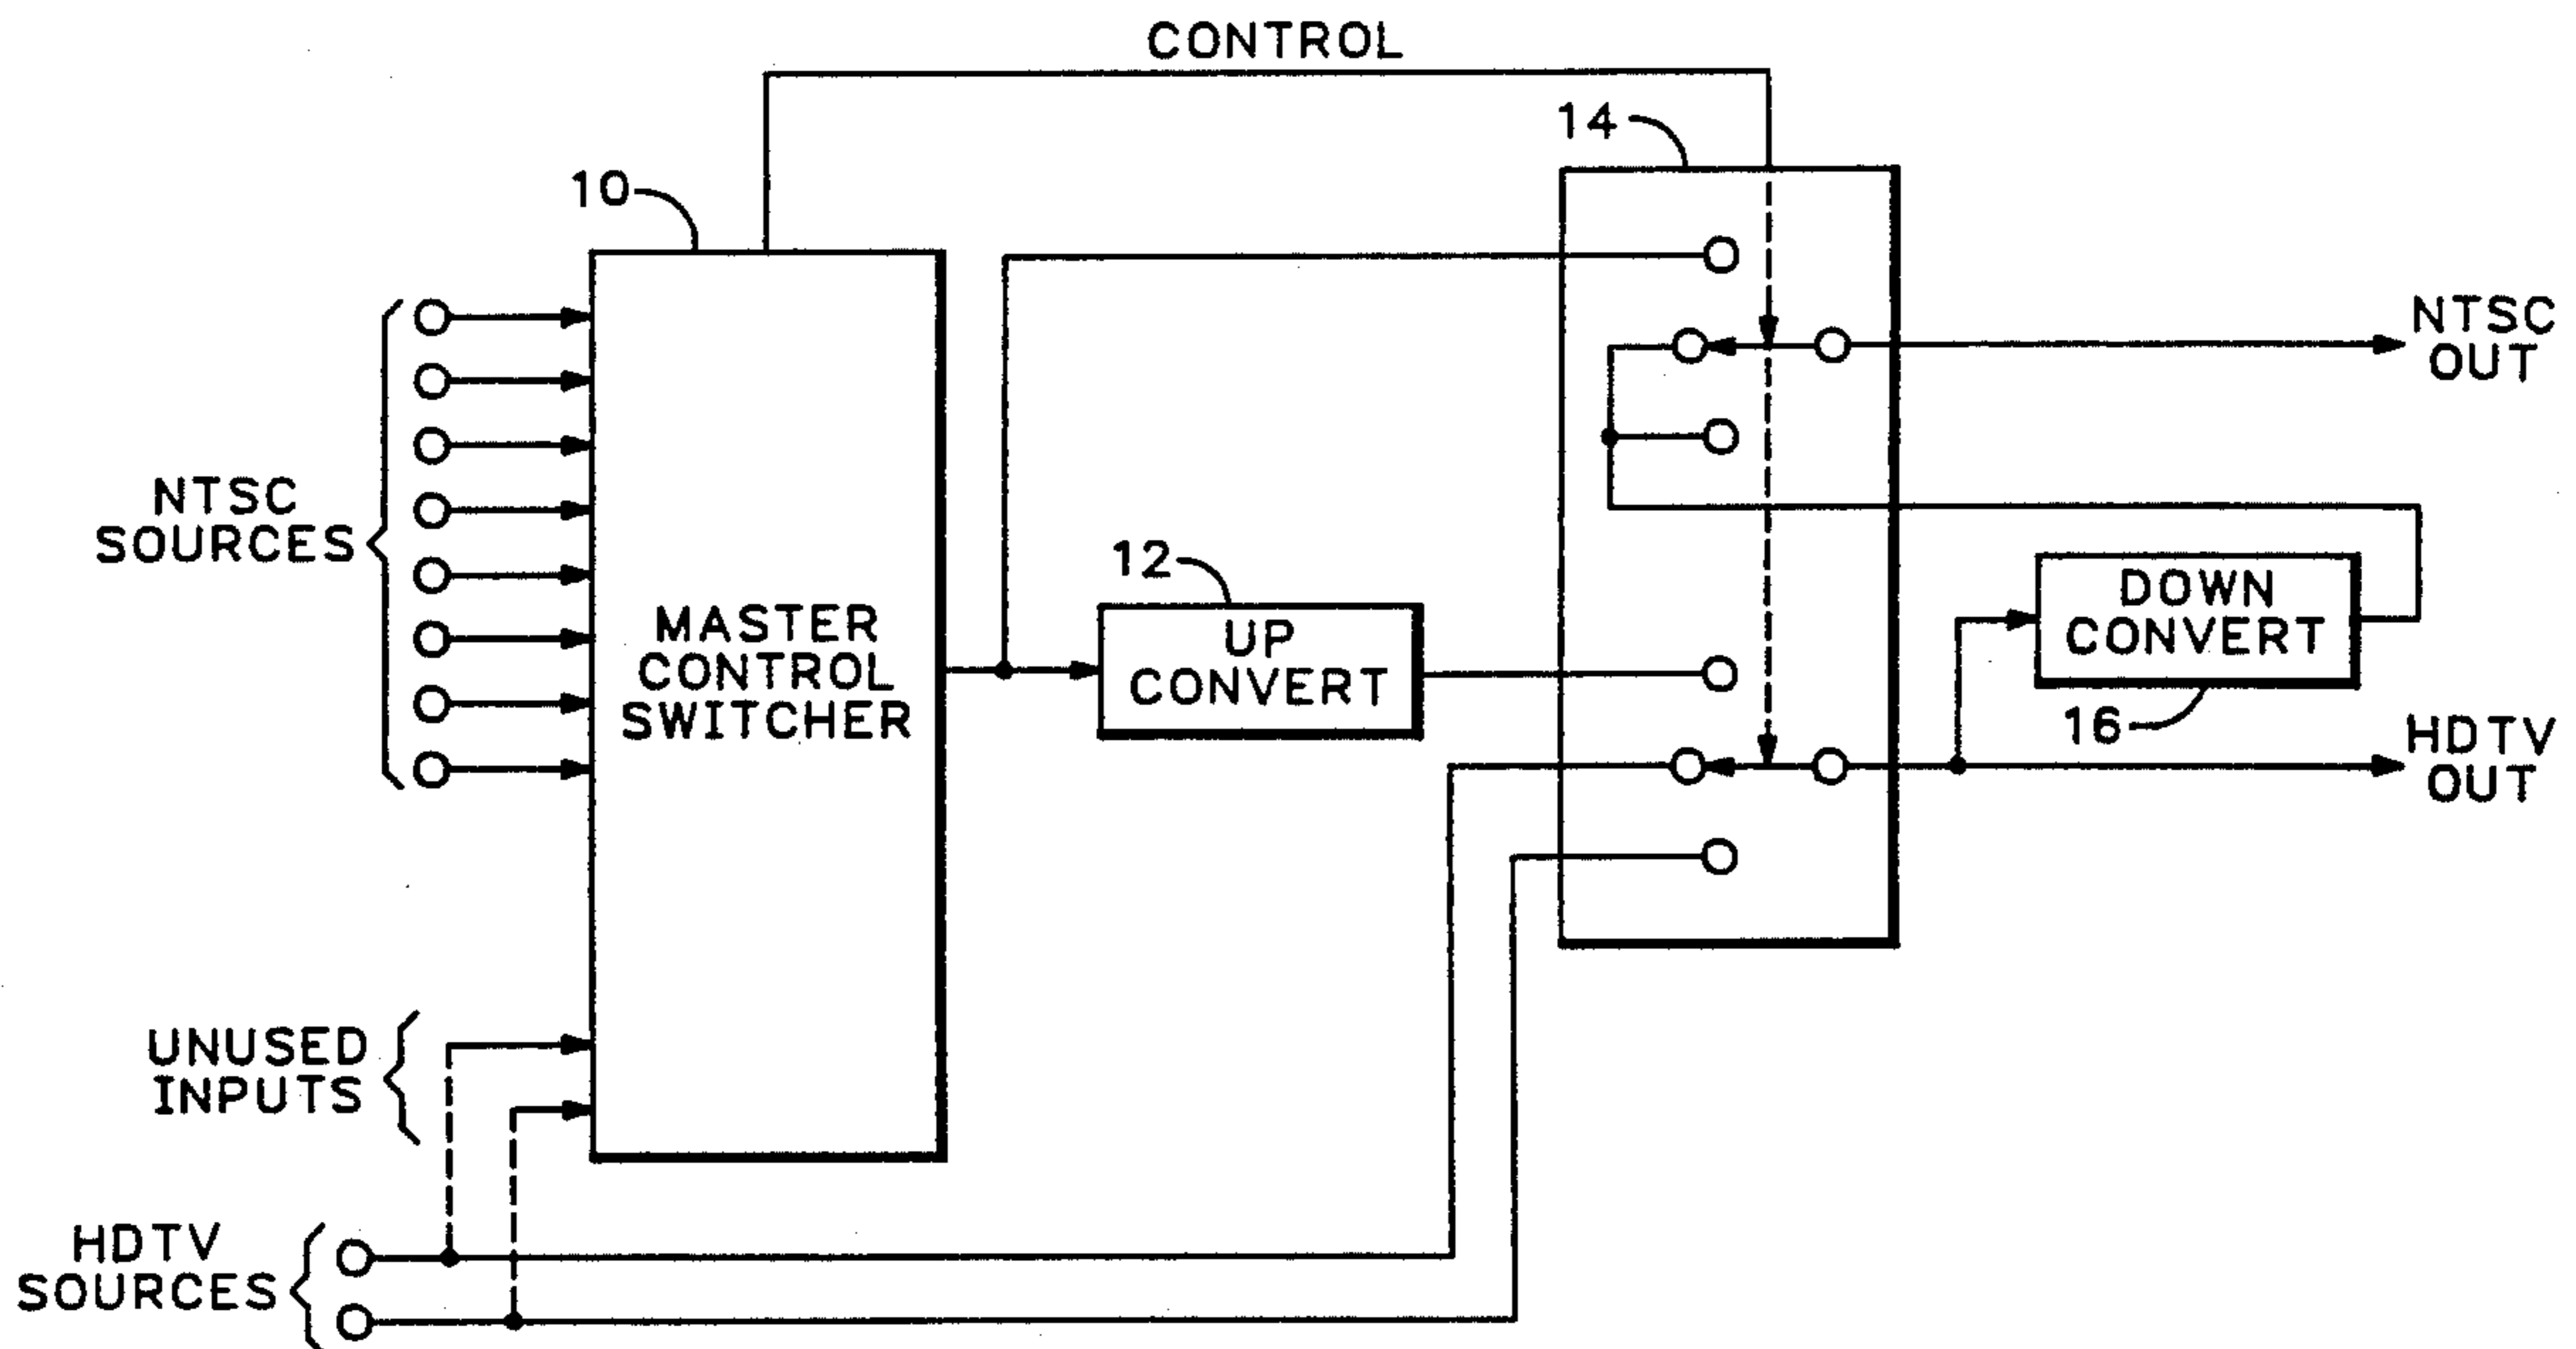 CONTROL
14
10
NTSC
OUT
NTSC
SOURCES
12
UP
CONVERT
DOWN
CONVERT
MASTER
CONTROL
SWITCHER
16
HDTV
OUT
UNUSED
INPUTS
HDTV
SOURCES